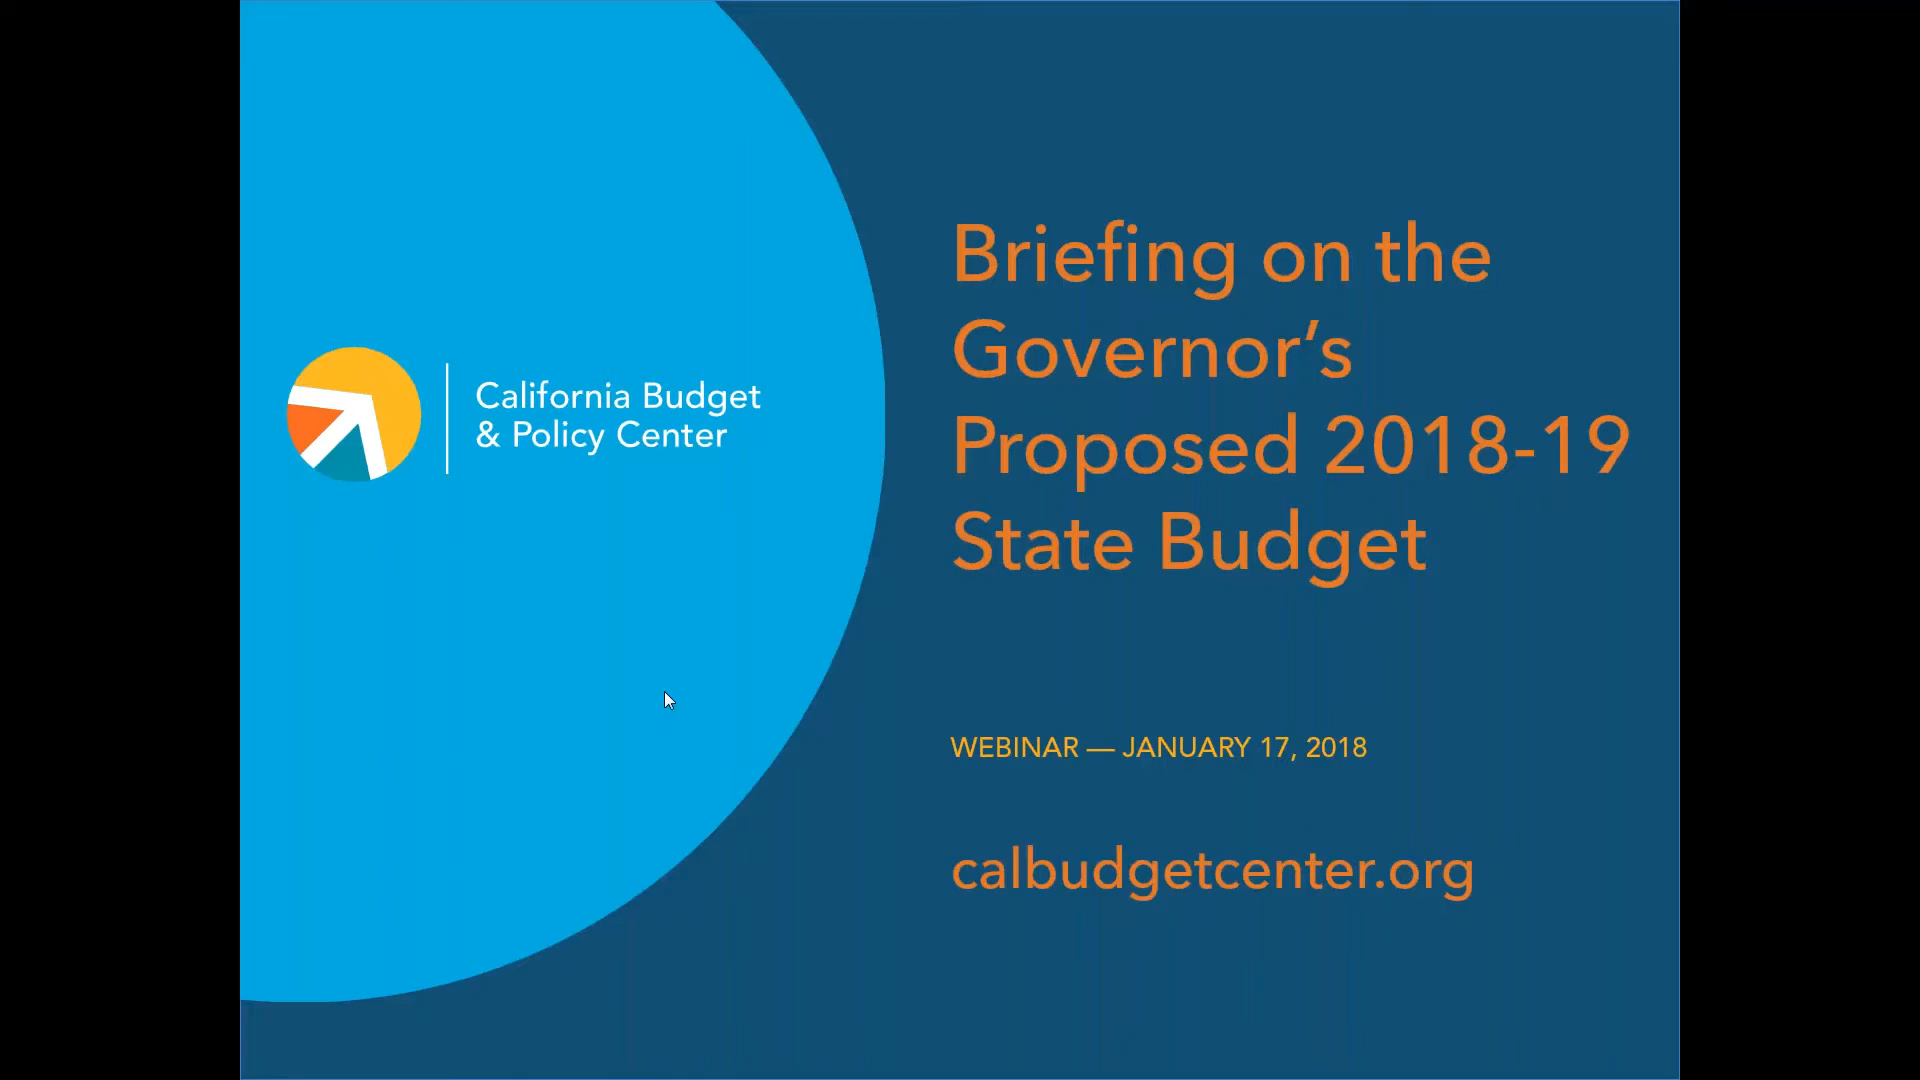 California Budget
& Policy Center
Briefing on the
Governor’s
Proposed 2018-19
State Budget
WEBINAR — JANUARY 17, 2018
calbudgetcenter.org